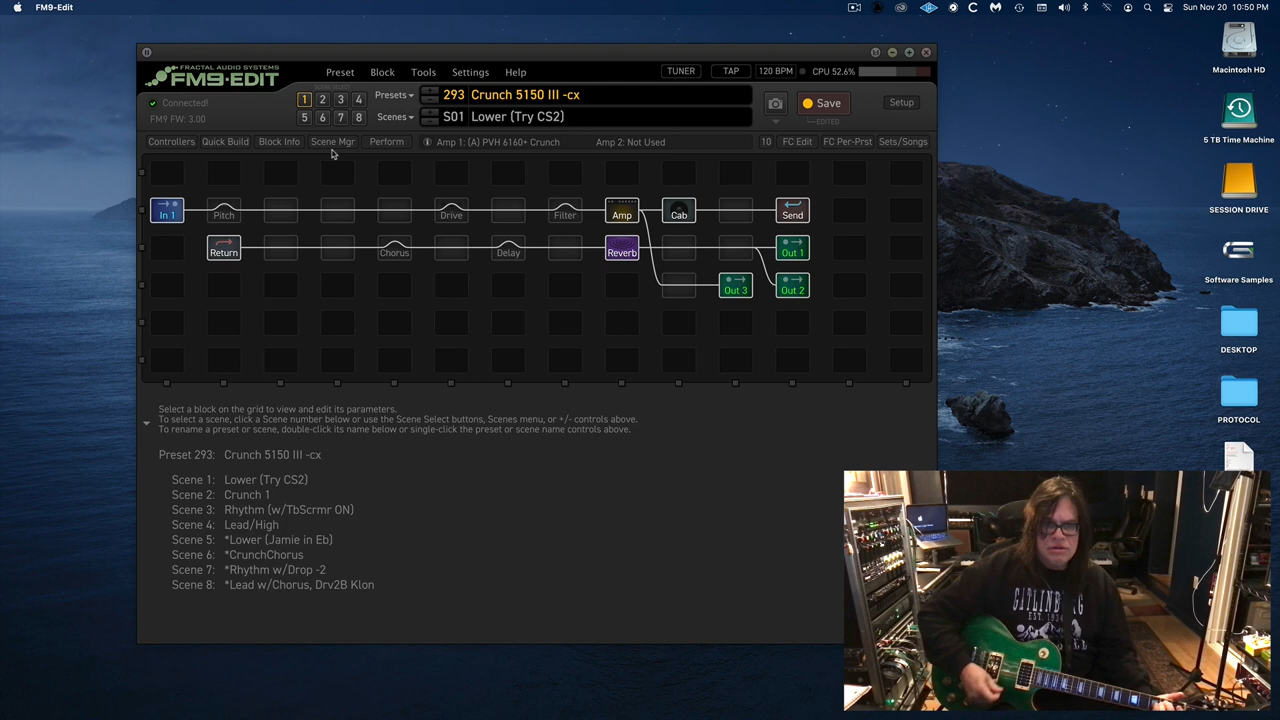 FM9-Edit
Sun Nov 20 10:50 PM
FRACTAL AUDIO SYSTEMS
FM9-EDIT
Preset Block Tools Settings Help
TUNER TAP 120 BPM CPU 52.6%
Connected!
FM9 FW: 3.00
SCENE SELECT
1 2 3 4
5 6 7 8
Presets 293 Crunch 5150 III -cx
Scenes S01 Lower (Try CS2)
Save
EDITED
Setup
Controllers Quick Build Block Info Scene Mgr Perform Amp 1: (A) PVH 6160+ Crunch Amp 2: Not Used 10 FC Edit FC Per-Prst Sets/Songs
In 1 Pitch Drive Filter Amp Cab Send
Return Chorus Delay Reverb Out 1
Out 3 Out 2
Select a block on the grid to view and edit its parameters.
To select a scene, click a Scene number below or use the Scene Select buttons, Scenes menu, or +/- controls above.
To rename a preset or scene, double-click its name below or single-click the preset or scene name controls above.
Preset 293: Crunch 5150 III -cx
Scene 1: Lower (Try CS2)
Scene 2: Crunch 1
Scene 3: Rhythm (w/TbScrmr ON)
Scene 4: Lead/High
Scene 5: *Lower (Jamie in Eb)
Scene 6: *CrunchChorus
Scene 7: *Rhythm w/Drop -2
Scene 8: *Lead w/Chorus, Drv2B Klon
Macintosh HD
5 TB Time Machine
SESSION DRIVE
Software Samples
DESKTOP
PROTOCOL